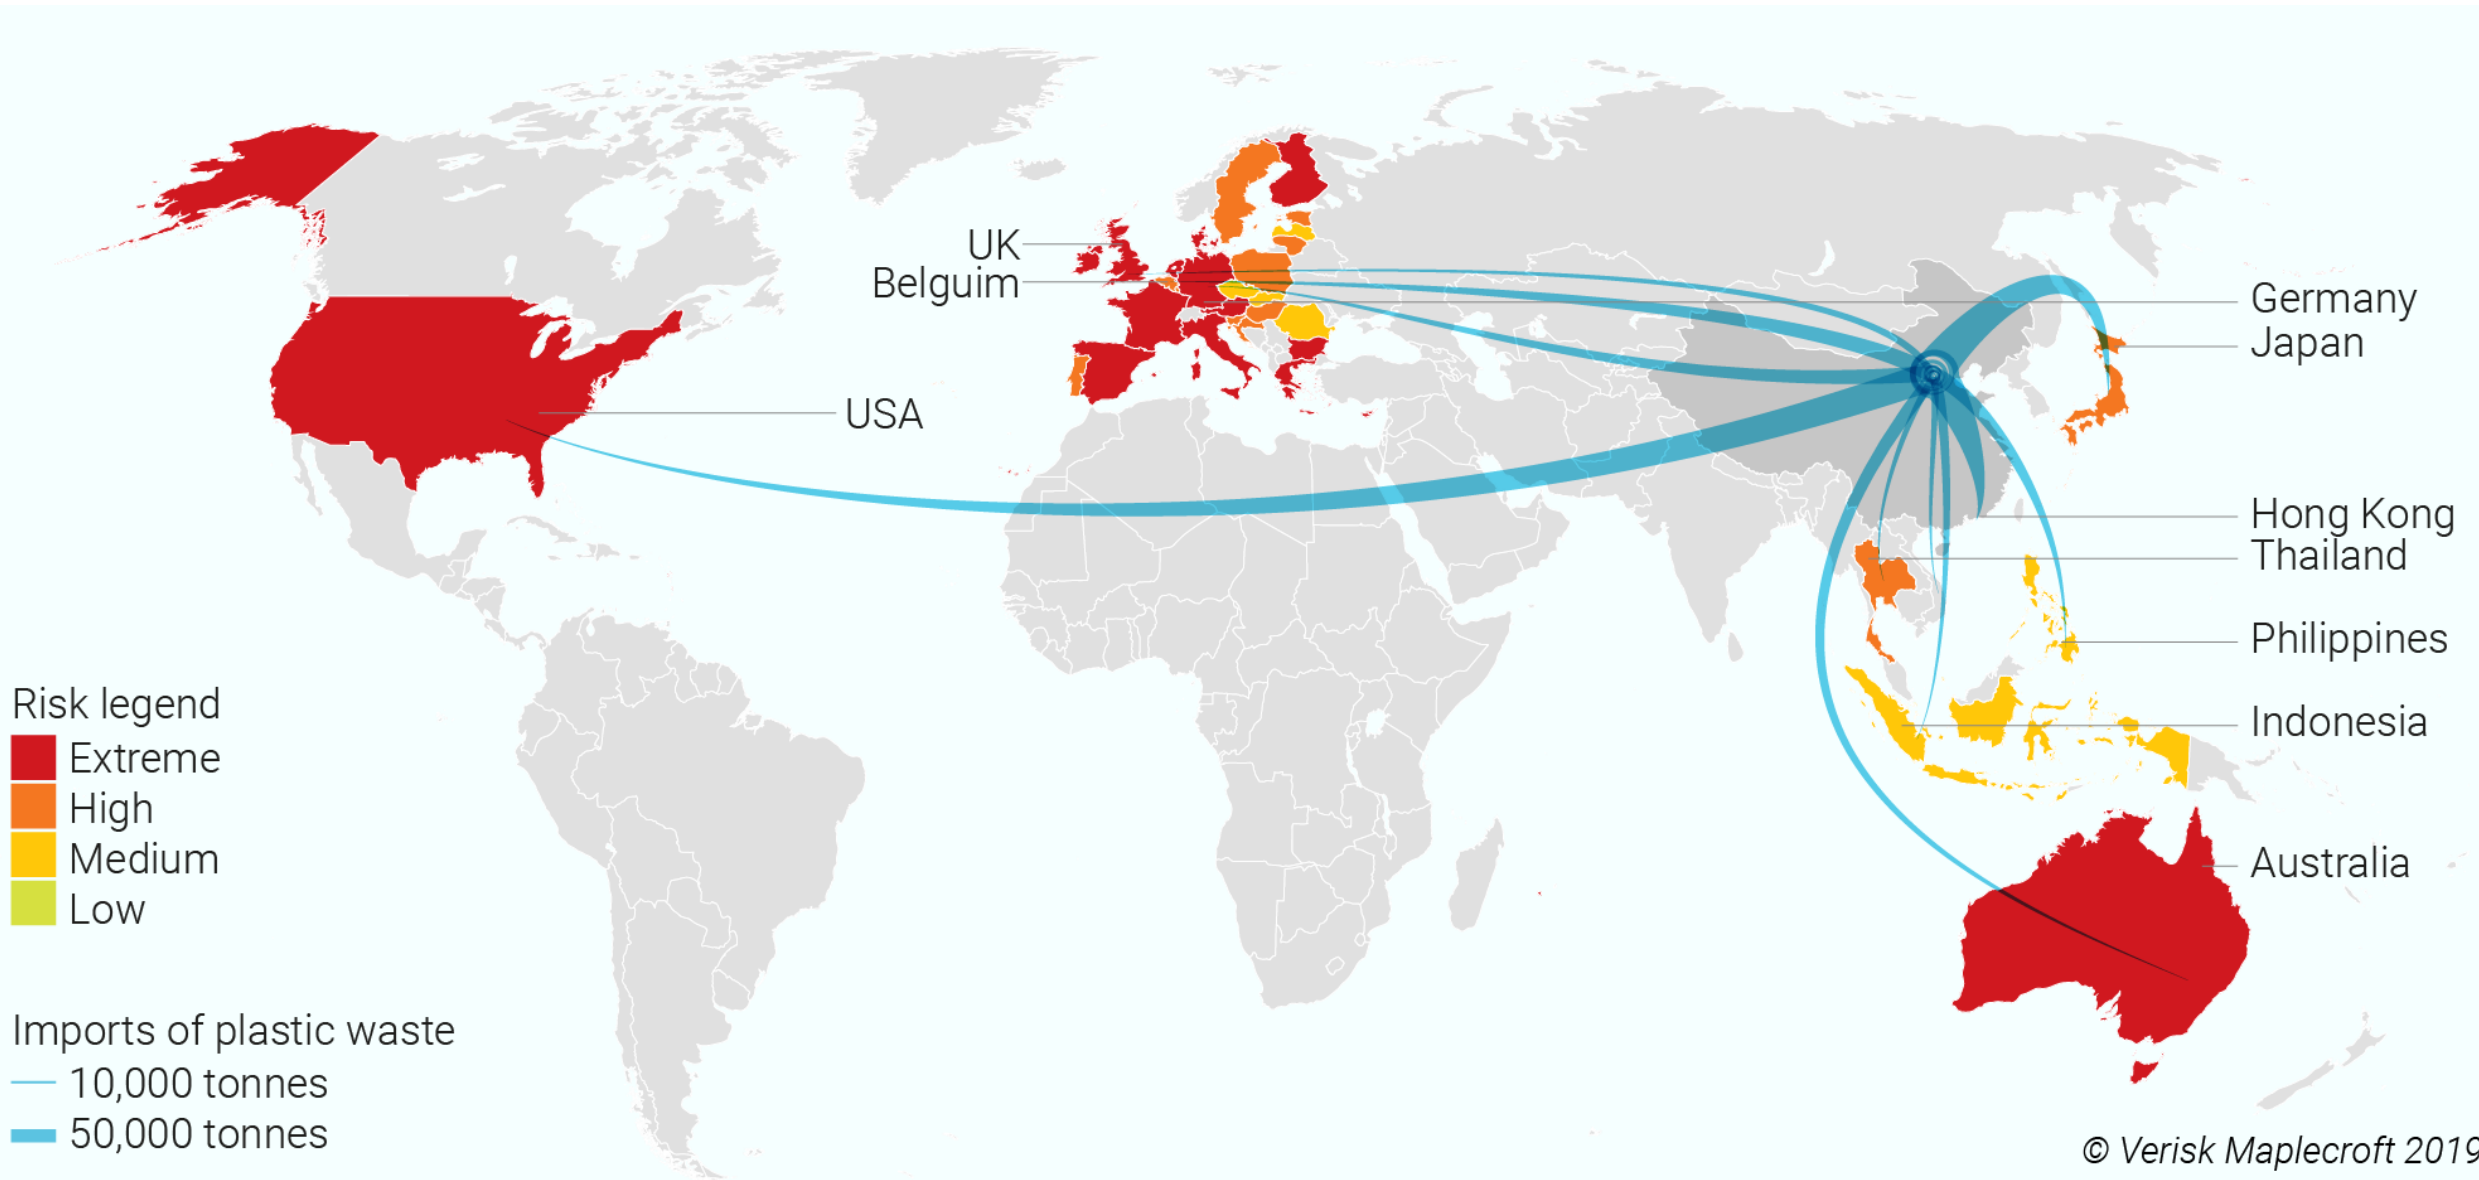 UK
Belguim
USA
Germany
Japan
Hong Kong
Thailand
Philippines
Indonesia
Australia
Risk legend
Extreme
High
Medium
Low
Imports of plastic waste
10,000 tonnes
50,000 tonnes
© Verisk Maplecroft 2019